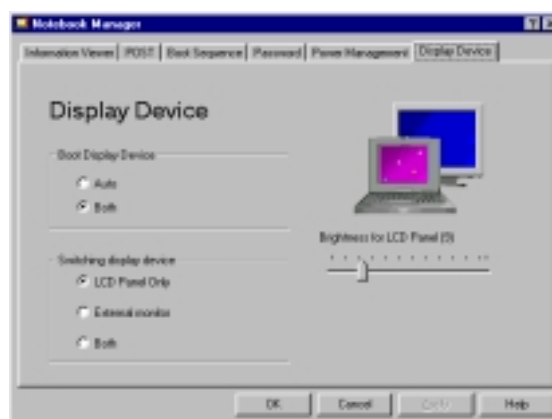 Notebook Manager
Information Viewer POST Boot Sequence Password Power Management Display Device
Display Device
Boot Display Device
Auto
Both
Brightness for LCD Panel
Switching display device
LCD Panel Only
External monitor
Both
OK Cancel Apply Help